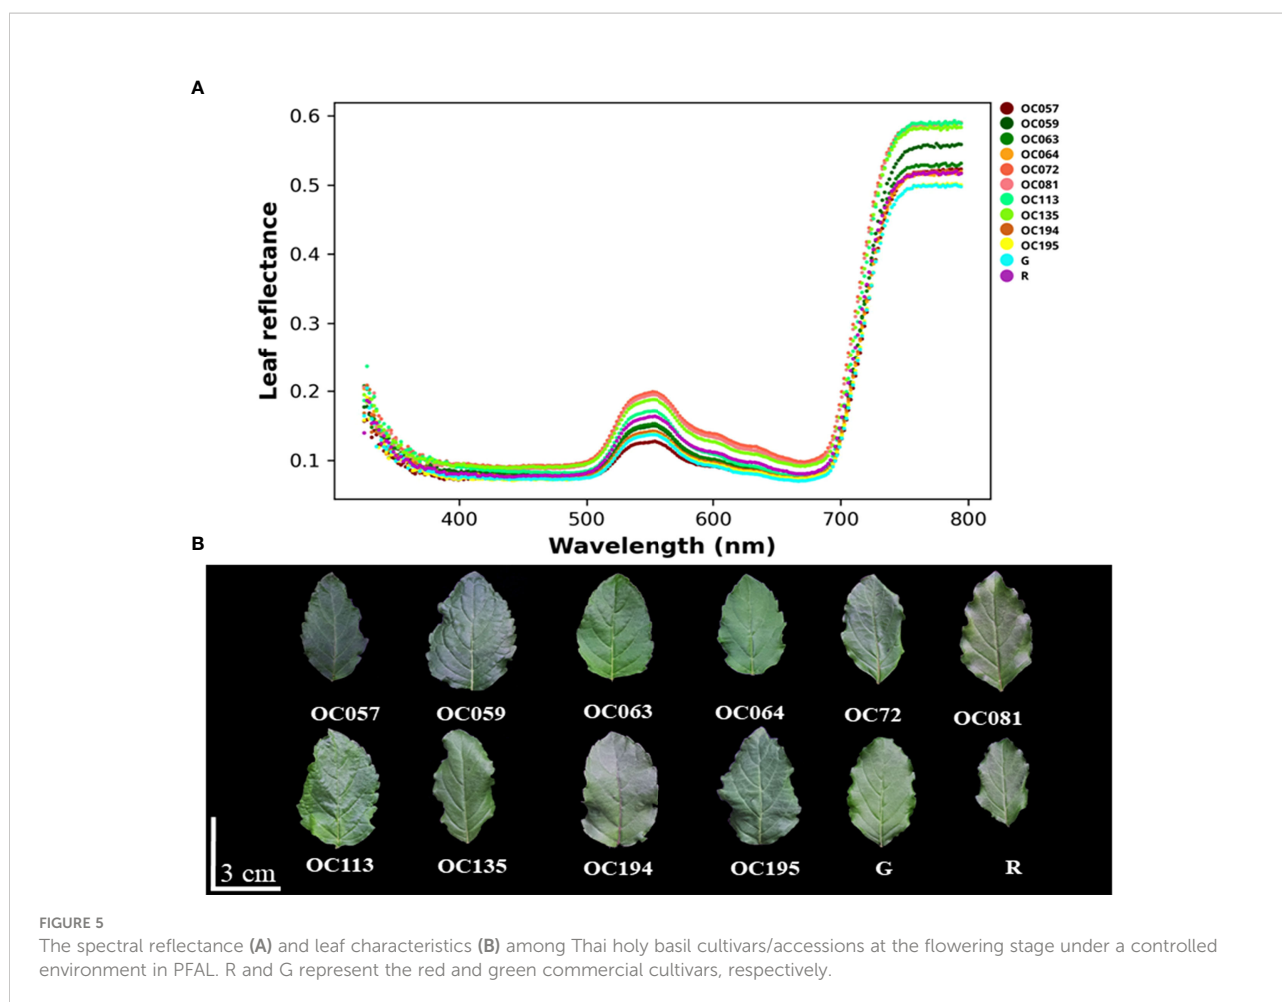 A
0.6
0.5
0.4
0.3
0.2
0.1
Leaf reflectance
400 500 600 700 800
Wavelength (nm)
OC057
OC059
OC063
OC064
OC072
OC081
OC113
OC135
OC194
OC195
G
R
B
OC057 OC059 OC063 OC064 OC72 OC081
OC113 OC135 OC194 OC195 G R
3 cm
FIGURE 5
The spectral reflectance (A) and leaf characteristics (B) among Thai holy basil cultivars/accessions at the flowering stage under a controlled
environment in PFAL. R and G represent the red and green commercial cultivars, respectively.